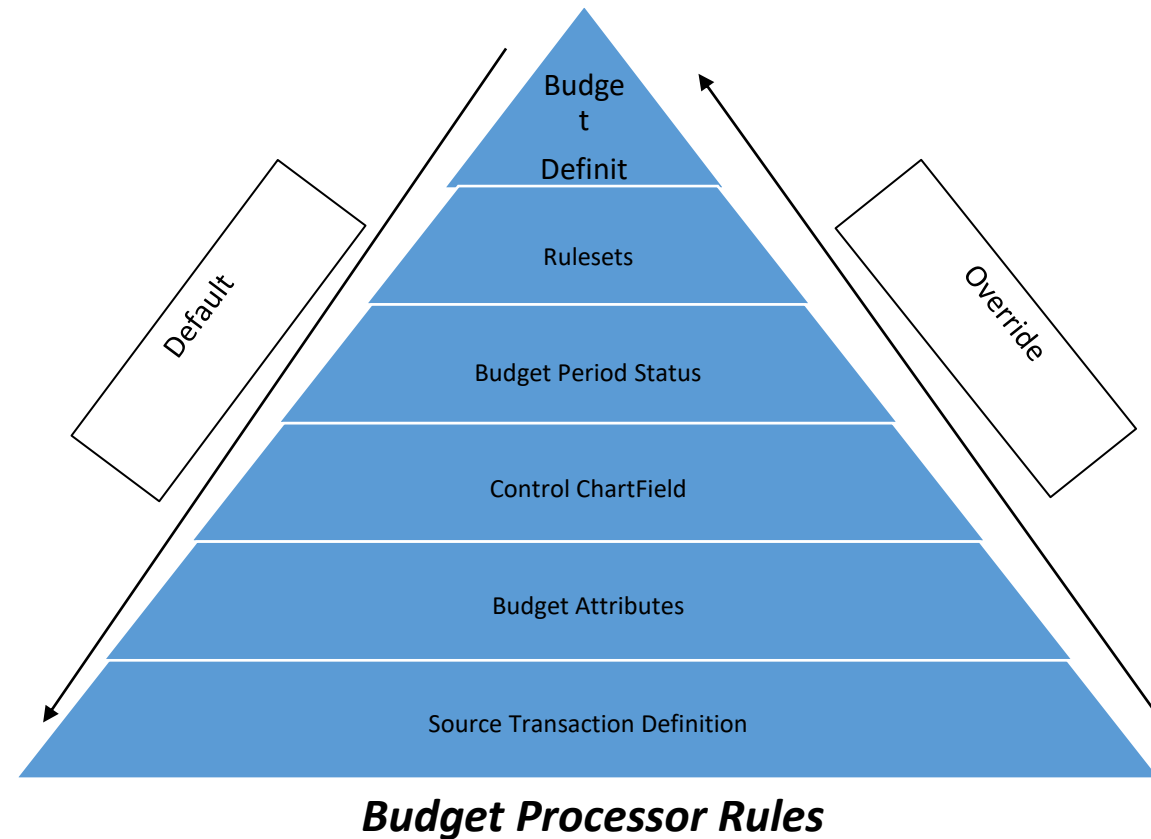 Budge
t
Definit
Rulesets
Default
Override
Budget Period Status
Control ChartField
Budget Attributes
Source Transaction Definition
Budget Processor Rules